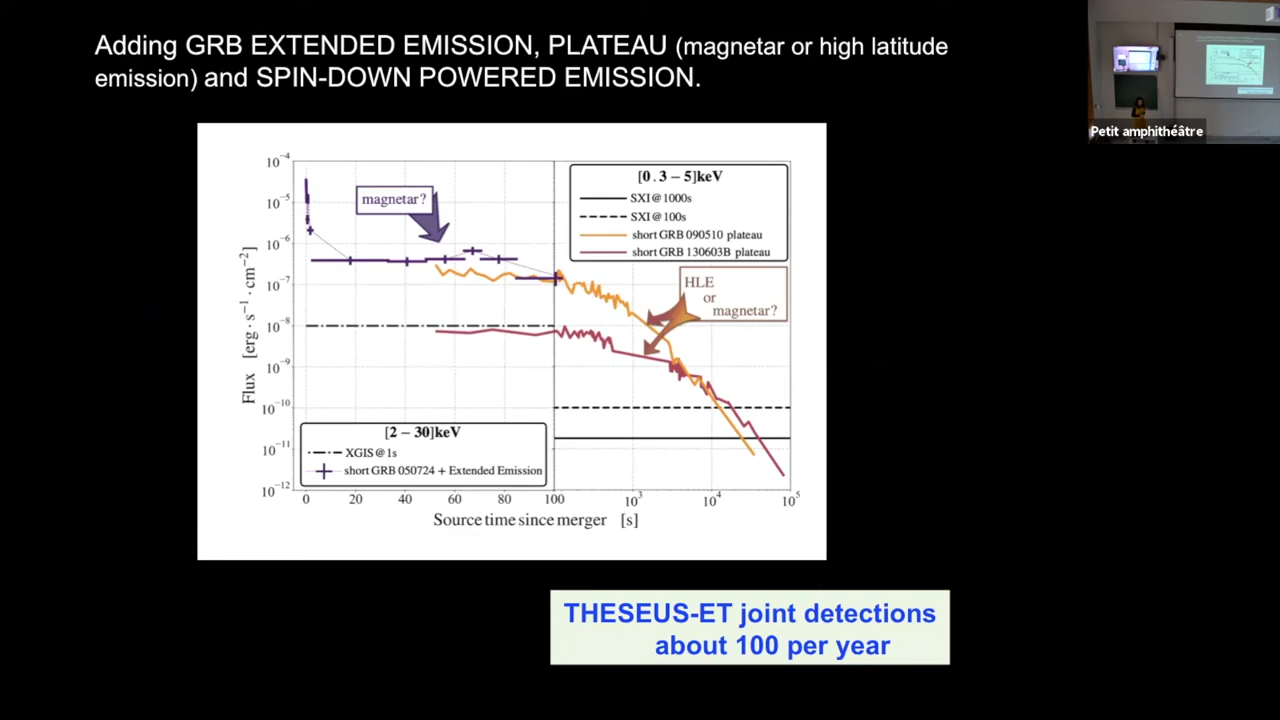 Adding GRB EXTENDED EMISSION, PLATEAU (magnetar or high latitude
emission) and SPIN-DOWN POWERED EMISSION.
Petit amphithéâtre
10⁻⁴
10⁻⁵
10⁻⁶
10⁻⁷
10⁻⁸
10⁻⁹
10⁻¹⁰
10⁻¹¹
10⁻¹²
Flux [erg · s⁻¹ · cm⁻²]
magnetar?
[0.3 − 5]keV
SXI@1000s
SXI@100s
short GRB 090510 plateau
short GRB 130603B plateau
HLE
or
magnetar?
[2 − 30]keV
XGIS@1s
short GRB 050724 + Extended Emission
0 20 40 60 80 100 10³ 10⁴ 10⁵
Source time since merger [s]
THESEUS-ET joint detections
about 100 per year